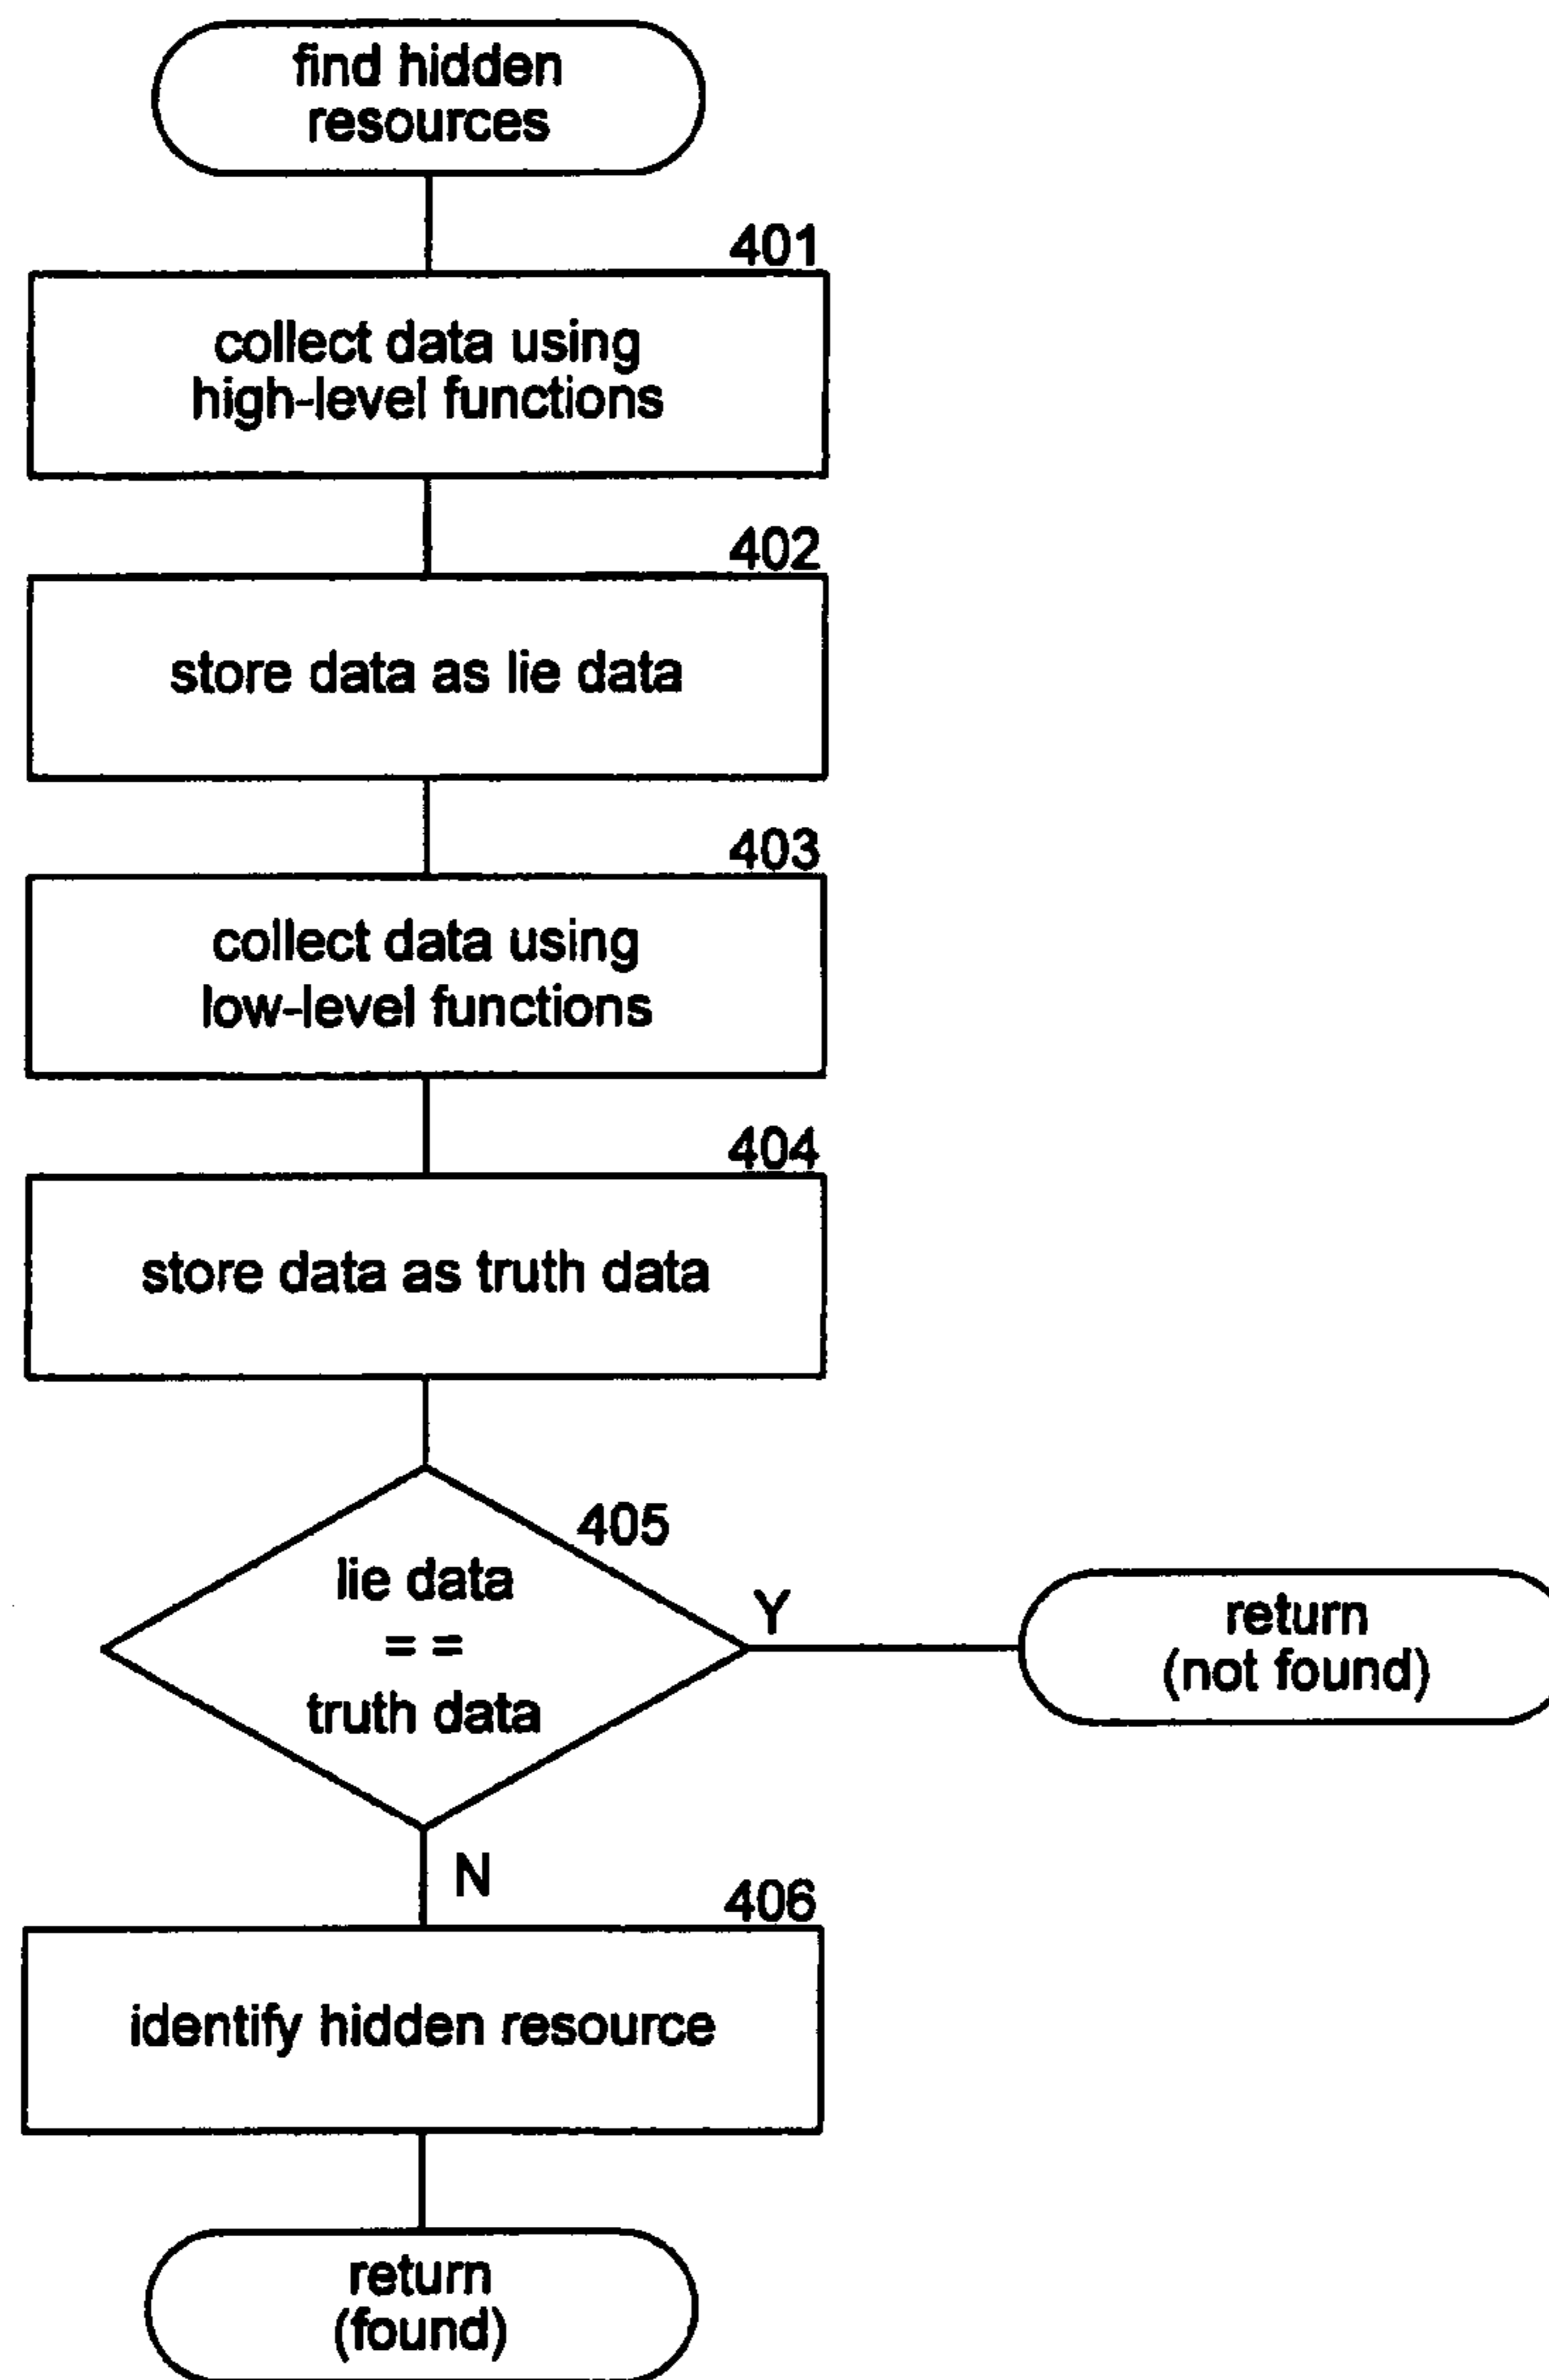 find hidden
resources
401
collect data using
high-level functions
402
store data as lie data
403
collect data using
low-level functions
404
store data as truth data
405
lie data
= =
truth data
Y
return
(not found)
N
406
identify hidden resource
return
(found)